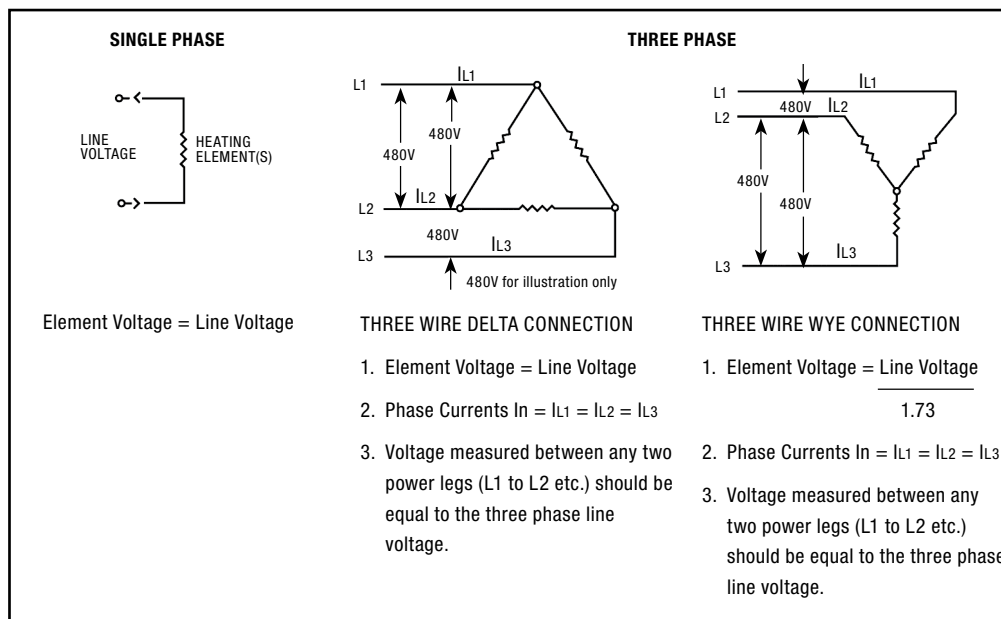 SINGLE PHASE
LINE
VOLTAGE
HEATING
ELEMENT(S)
Element Voltage = Line Voltage
THREE PHASE
L1
IL1
480V
480V
L2
IL2
480V
L3
IL3
480V for illustration only
THREE WIRE DELTA CONNECTION
1. Element Voltage = Line Voltage
2. Phase Currents In = IL1 = IL2 = IL3
3. Voltage measured between any two
power legs (L1 to L2 etc.) should be
equal to the three phase line
voltage.
L1
IL1
480V
L2
IL2
480V
480V
L3
IL3
THREE WIRE WYE CONNECTION
1. Element Voltage = Line Voltage
1.73
2. Phase Currents In = IL1 = IL2 = IL3
3. Voltage measured between any
two power legs (L1 to L2 etc.)
should be equal to the three phase
line voltage.